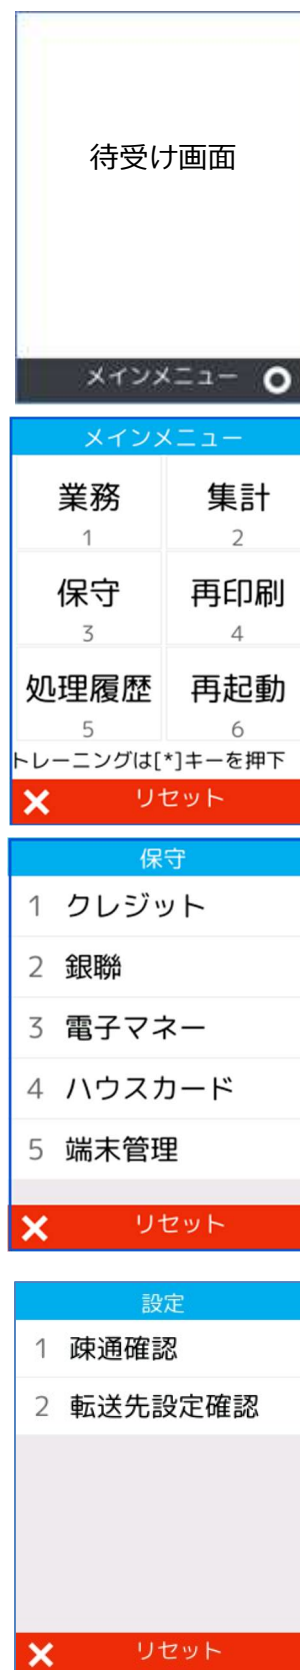 待受け画面
メインメニュー
メインメニュー
業務 集計
1 2
保守 再印刷
3 4
処理履歴 再起動
5 6
トレーニングは[*]キーを押下
リセット
保守
1 クレジット
2 銀聯
3 電子マネー
4 ハウスカード
5 端末管理
リセット
設定
1 疎通確認
2 転送先設定確認
リセット